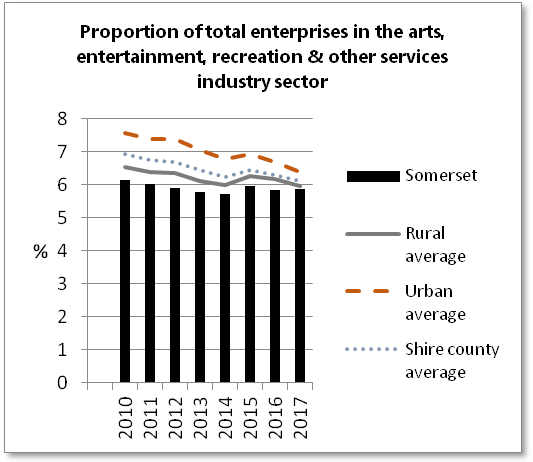 Proportion of total enterprises in the arts,
entertainment, recreation & other services
industry sector
8
7
6
5
%
4
3
2
1
0
2010
2011
2012
2013
2014
2015
2016
2017
Somerset
Rural
average
Urban
average
Shire county
average